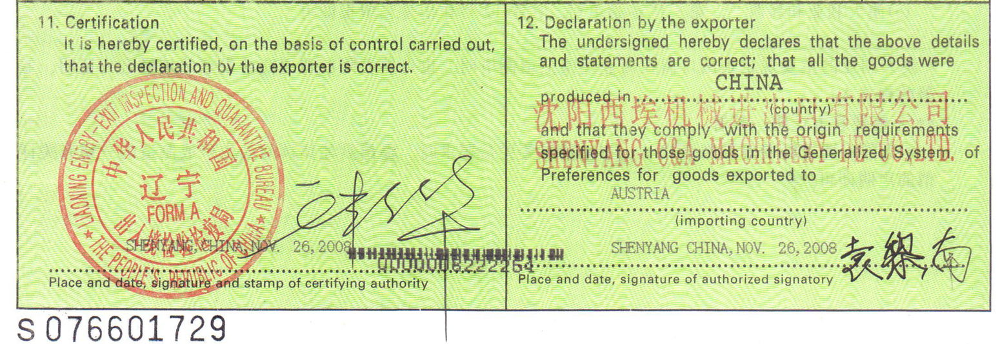 11. Certification
It is hereby certified, on the basis of control carried out,
that the declaration by the exporter is correct.
LIAONING ENTRY-EXIT INSPECTION AND QUARANTINE BUREAU
★ THE PEOPLE'S REPUBLIC OF CHINA ★
中华人民共和国
辽宁
FORM A
出入境检验检疫局
SHENYANG, CHINA, NOV. 26, 2008
Place and date, signature and stamp of certifying authority
12. Declaration by the exporter
The undersigned hereby declares that the above details
and statements are correct; that all the goods were
CHINA
produced in
(country)
沈阳西埃机械进出口有限公司
and that they comply with the origin requirements
SHENYANG C&A MACHINERY I/E CO.,LTD.
specified for those goods in the Generalized System. of
Preferences for goods exported to
AUSTRIA
(importing country)
SHENYANG CHINA, NOV. 26, 2008
Place and date, signature of authorized signatory
S 076601729